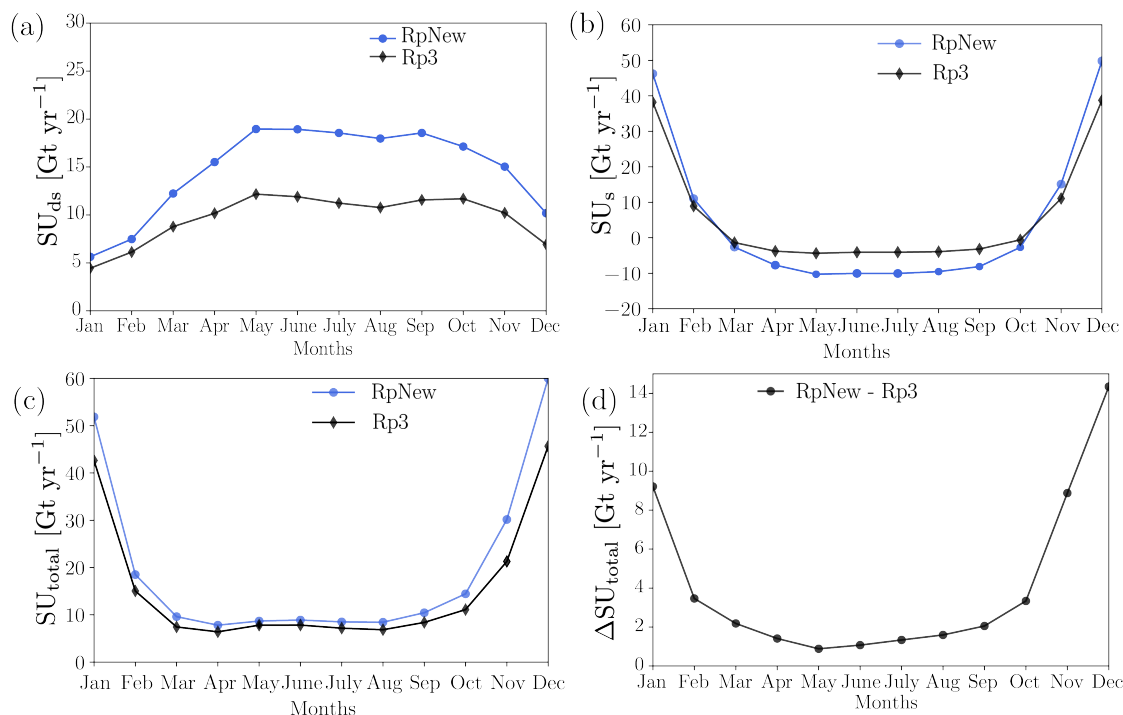 (a)
30
25
20
15
10
5
0
SU_ds [Gt yr⁻¹]
RpNew
Rp3
Jan Feb Mar Apr May June July Aug Sep Oct Nov Dec
Months
(b)
60
50
40
30
20
10
0
−10
−20
SU_s [Gt yr⁻¹]
RpNew
Rp3
Jan Feb Mar Apr May June July Aug Sep Oct Nov Dec
Months
(c)
60
50
40
30
20
10
0
SU_total [Gt yr⁻¹]
RpNew
Rp3
Jan Feb Mar Apr May June July Aug Sep Oct Nov Dec
Months
(d)
14
12
10
8
6
4
2
0
ΔSU_total [Gt yr⁻¹]
RpNew - Rp3
Jan Feb Mar Apr May June July Aug Sep Oct Nov Dec
Months